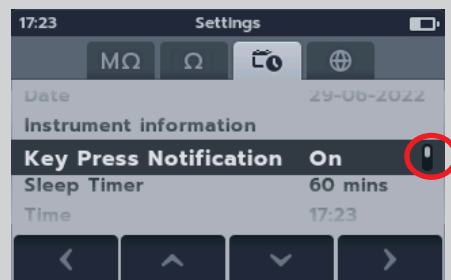 17:23 Settings
MΩ Ω
Date 29-06-2022
Instrument information
Key Press Notification On
Sleep Timer 60 mins
Time 17:23